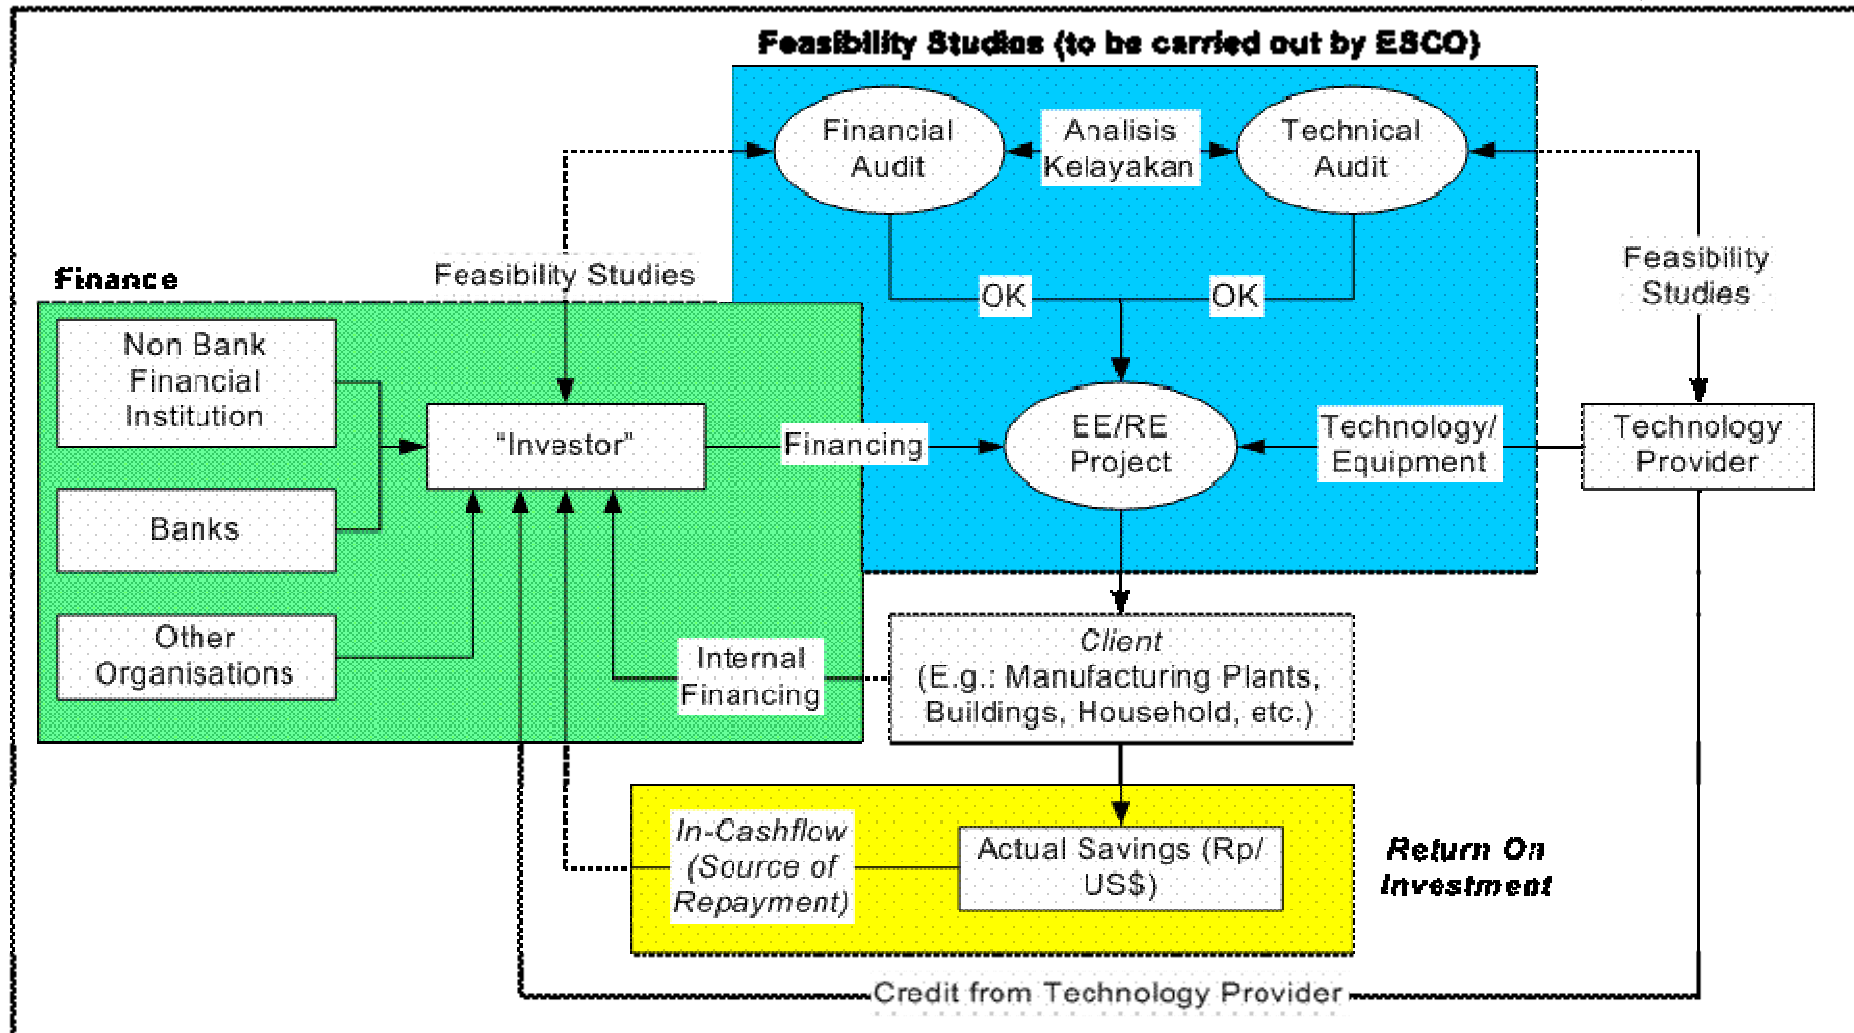 Feasibility Studies (to be carried out by ESCO)
Financial
Audit
Analisis
Kelayakan
Technical
Audit
Feasibility Studies
Feasibility
Studies
OK
OK
Finance
Non Bank
Financial
Institution
Banks
Other
Organisations
"Investor"
Financing
EE/RE
Project
Technology/
Equipment
Technology
Provider
Internal
Financing
Client
(E.g.: Manufacturing Plants,
Buildings, Household, etc.)
In-Cashflow
(Source of
Repayment)
Actual Savings (Rp/
US$)
Return On
Investment
Credit from Technology Provider